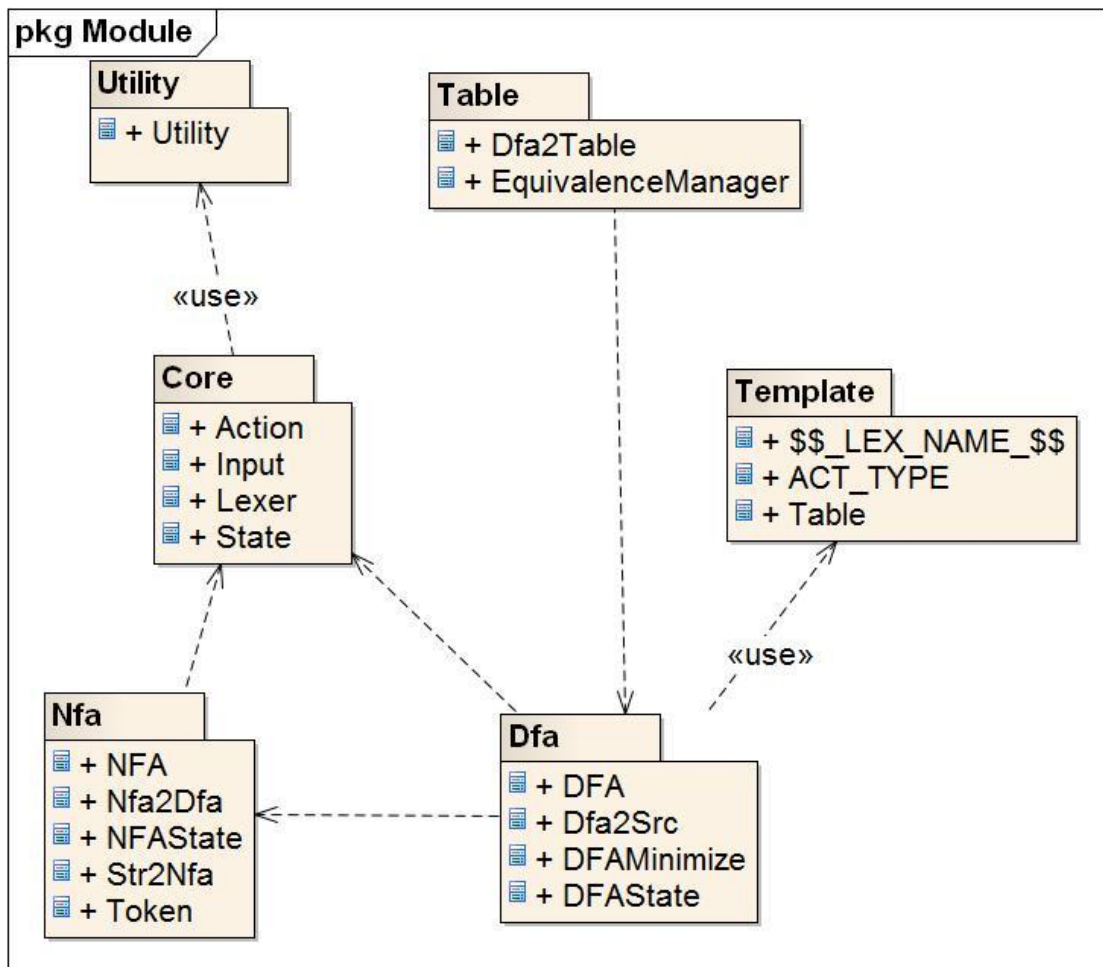 pkg Module
Utility
+ Utility
Table
+ Dfa2Table
+ EquivalenceManager
«use»
Core
+ Action
+ Input
+ Lexer
+ State
Template
+ $$_LEX_NAME_$$
+ ACT_TYPE
+ Table
«use»
Nfa
+ NFA
+ Nfa2Dfa
+ NFAState
+ Str2Nfa
+ Token
Dfa
+ DFA
+ Dfa2Src
+ DFAMinimize
+ DFAState